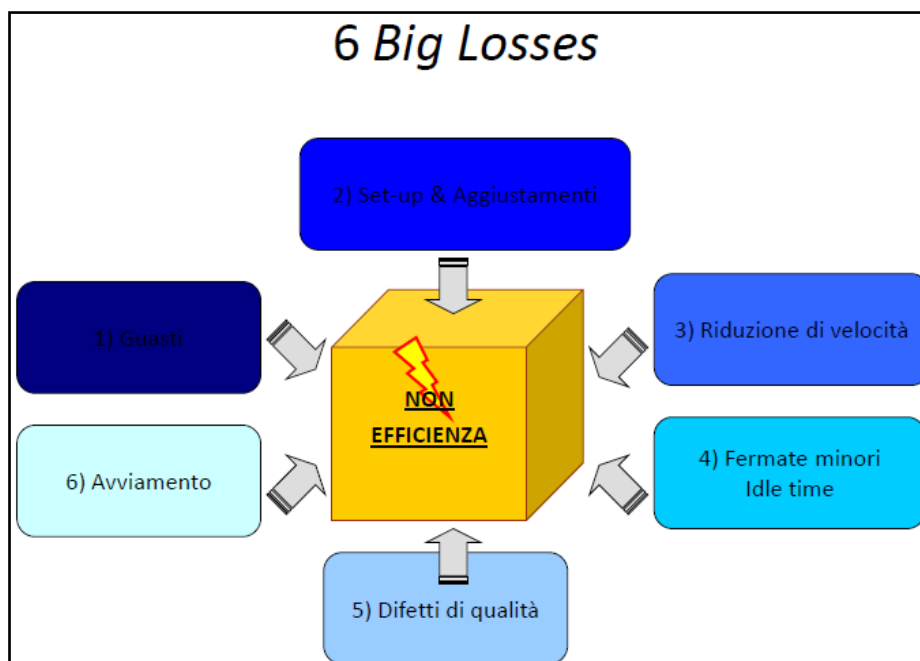 6 Big Losses
2) Set-up & Aggiustamenti
1) Guasti
3) Riduzione di velocità
NON
EFFICIENZA
6) Avviamento
4) Fermate minori
Idle time
5) Difetti di qualità